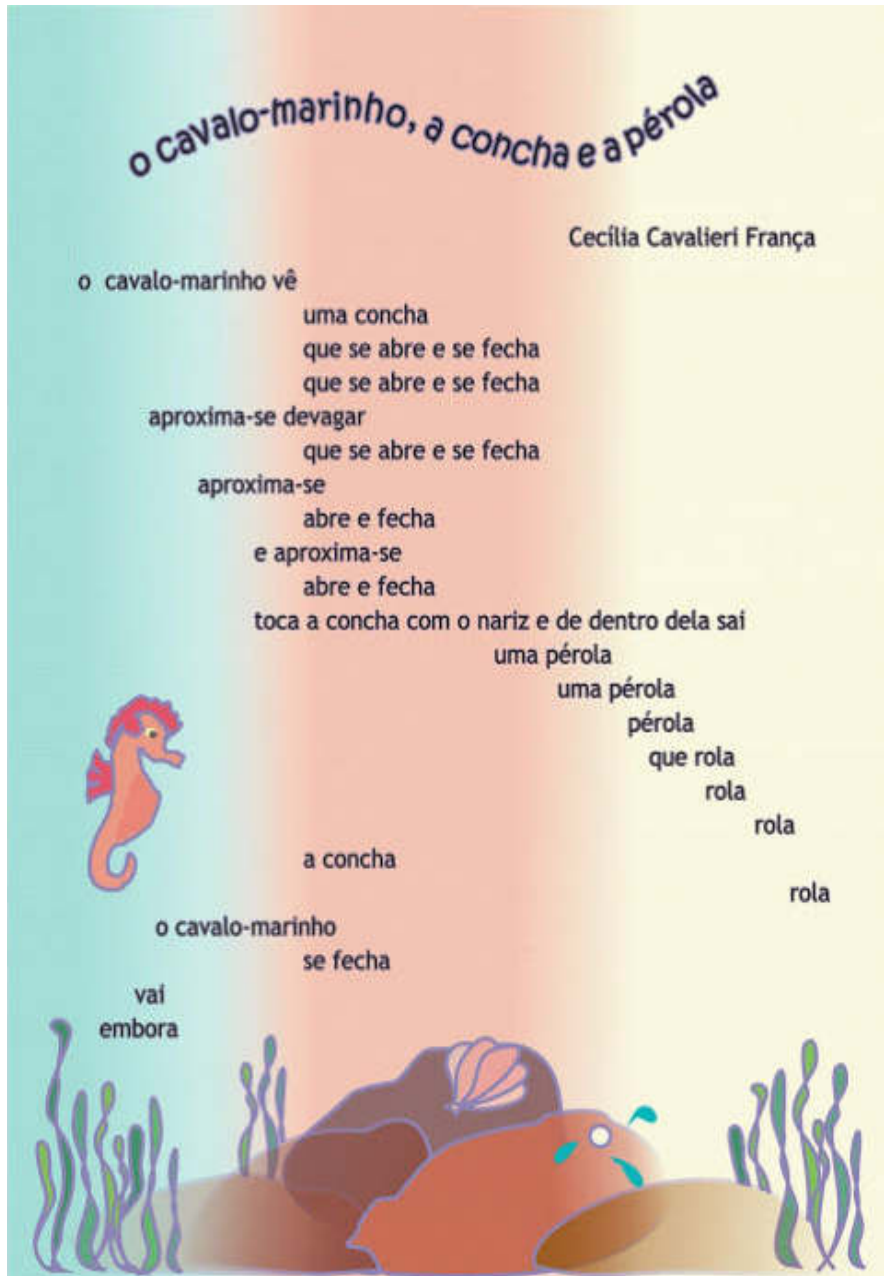 o cavalo-marinho, a concha e a pérola
Cecília Cavalieri França
o cavalo-marinho vê
uma concha
que se abre e se fecha
que se abre e se fecha
aproxima-se devagar
que se abre e se fecha
aproxima-se
abre e fecha
e aproxima-se
abre e fecha
toca a concha com o nariz e de dentro dela sai
uma pérola
uma pérola
pérola
que rola
rola
rola
a concha
rola
o cavalo-marinho
se fecha
vai
embora